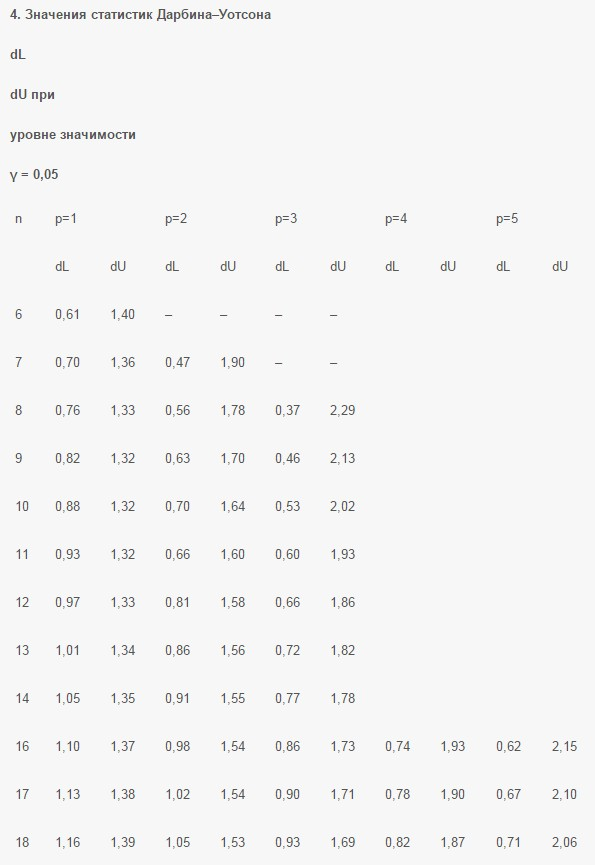 4. Значения статистик Дарбина–Уотсона
dL
dU при
уровне значимости
γ = 0,05
n p=1 p=2 p=3 p=4 p=5
dL dU dL dU dL dU dL dU dL dU
6 0,61 1,40 – – – –
7 0,70 1,36 0,47 1,90 – –
8 0,76 1,33 0,56 1,78 0,37 2,29
9 0,82 1,32 0,63 1,70 0,46 2,13
10 0,88 1,32 0,70 1,64 0,53 2,02
11 0,93 1,32 0,66 1,60 0,60 1,93
12 0,97 1,33 0,81 1,58 0,66 1,86
13 1,01 1,34 0,86 1,56 0,72 1,82
14 1,05 1,35 0,91 1,55 0,77 1,78
16 1,10 1,37 0,98 1,54 0,86 1,73 0,74 1,93 0,62 2,15
17 1,13 1,38 1,02 1,54 0,90 1,71 0,78 1,90 0,67 2,10
18 1,16 1,39 1,05 1,53 0,93 1,69 0,82 1,87 0,71 2,06